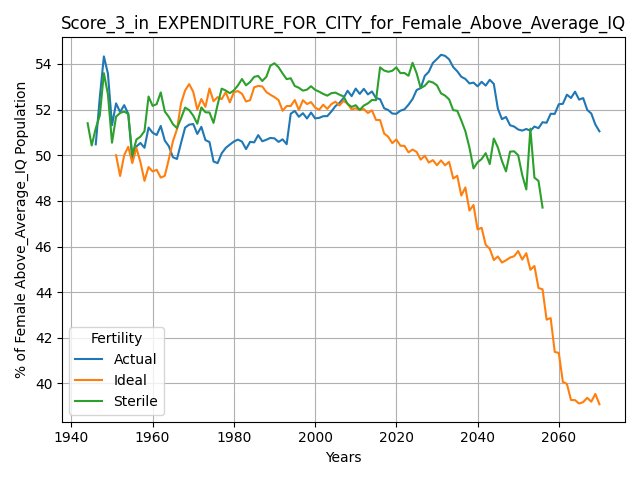 Score_3_in_EXPENDITURE_FOR_CITY_for_Female_Above_Average_IQ
% of Female Above_Average_IQ Population
54
52
50
48
46
44
42
40
Fertility
Actual
Ideal
Sterile
1940 1960 1980 2000 2020 2040 2060
Years